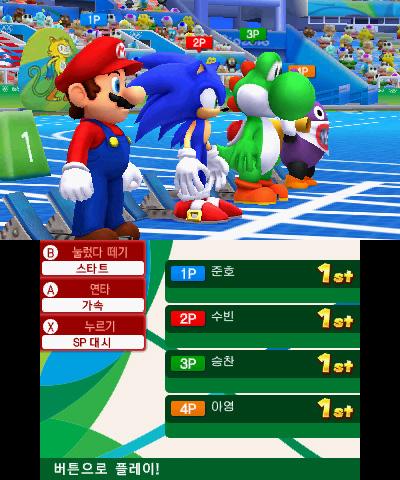 1P
2P
3P
4P
1
M
B 눌렀다 떼기
스타트
A 연타
가속
X 누르기
SP 대시
1P 준호 1st
2P 수빈 1st
3P 승찬 1st
4P 아영 1st
버튼으로 플레이!